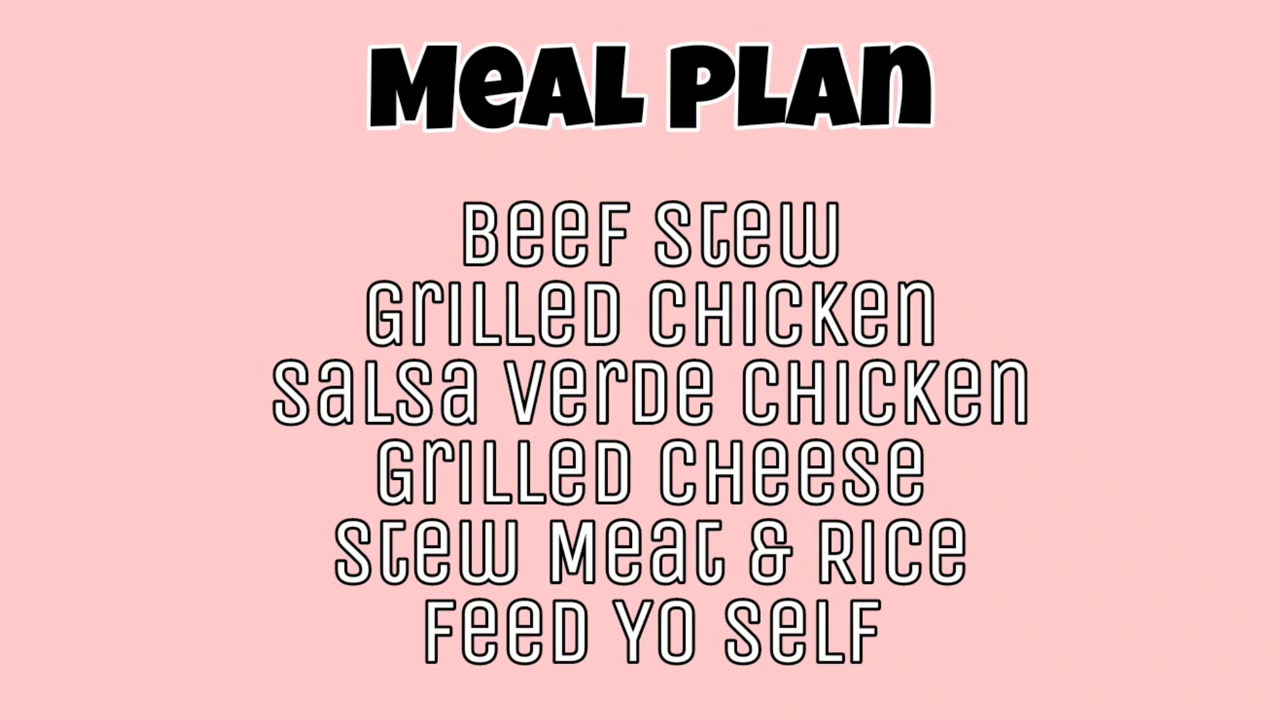 Meal Plan
Beef Stew
Grilled Chicken
Salsa Verde Chicken
Grilled Cheese
Stew Meat & Rice
Feed Yo Self